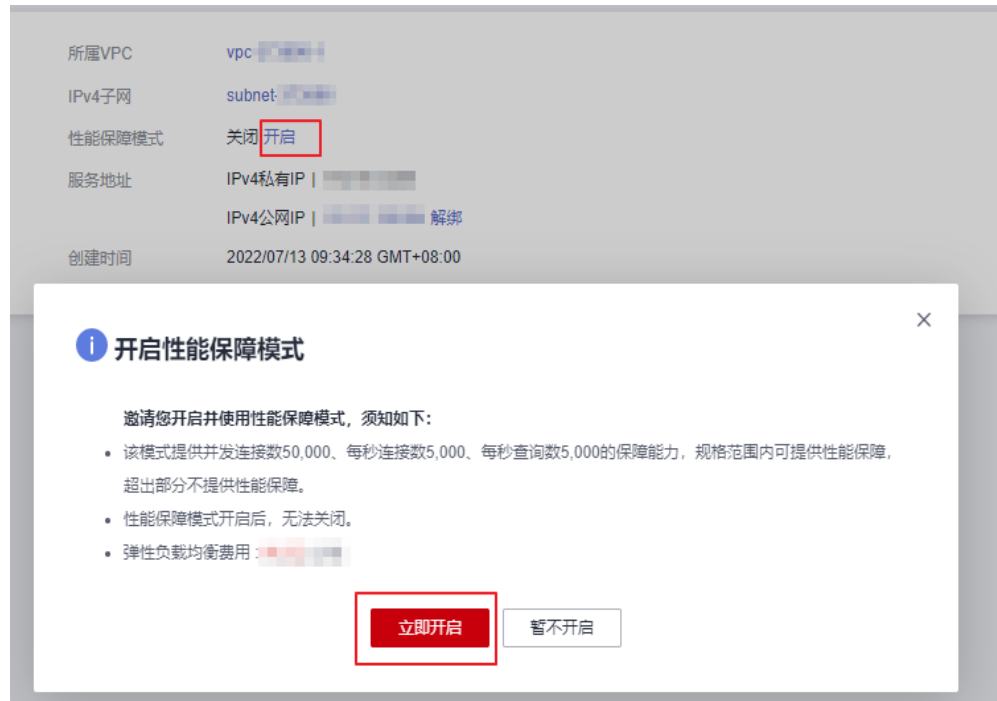 所属VPC vpc-
IPv4子网 subnet-
性能保障模式 关闭 开启
服务地址 IPv4私有IP |
IPv4公网IP | 解绑
创建时间 2022/07/13 09:34:28 GMT+08:00
开启性能保障模式
邀请您开启并使用性能保障模式，须知如下：
• 该模式提供并发连接数50,000、每秒连接数5,000、每秒查询数5,000的保障能力，规格范围内可提供性能保障，
超出部分不提供性能保障。
• 性能保障模式开启后，无法关闭。
• 弹性负载均衡费用：
立即开启 暂不开启